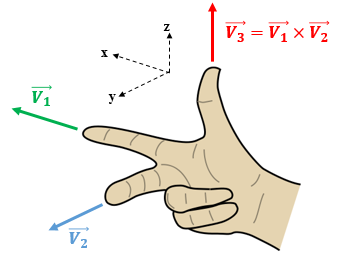 z
V₃ = V₁ × V₂
x
y
V₁
V₂